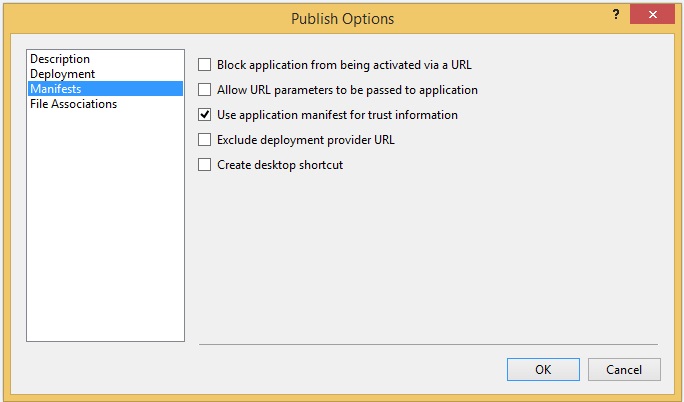 Publish Options
?
Description
Deployment
Manifests
File Associations
Block application from being activated via a URL
Allow URL parameters to be passed to application
Use application manifest for trust information
Exclude deployment provider URL
Create desktop shortcut
OK
Cancel